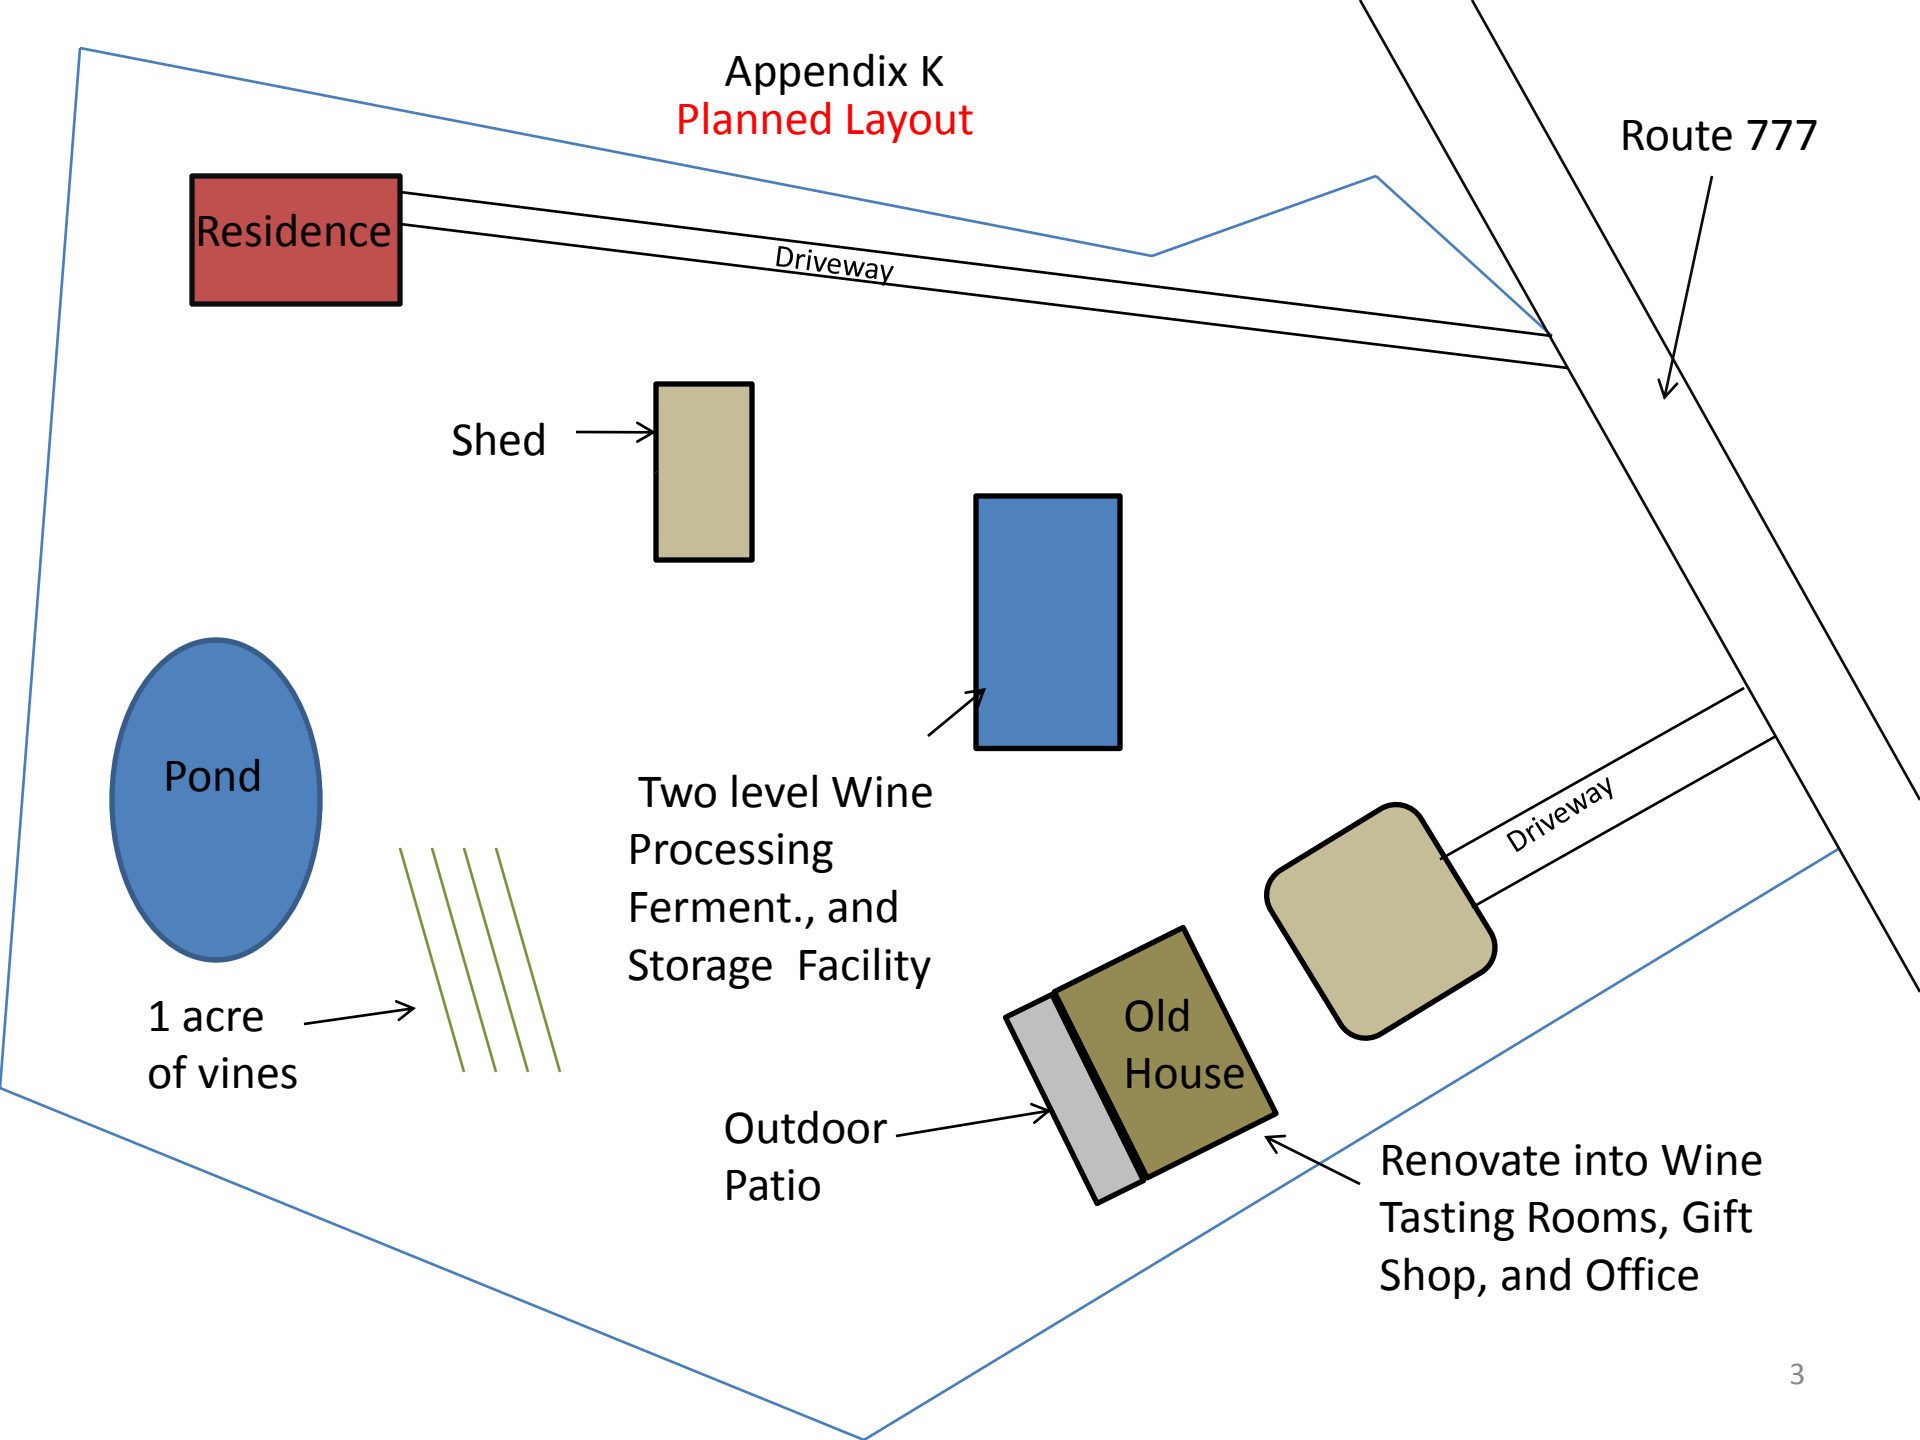 Appendix K
Planned Layout
Route 777
Residence
Driveway
Shed
Pond
Two level Wine
Processing
Ferment., and
Storage  Facility
Driveway
1 acre
of vines
Old
House
Outdoor
Patio
Renovate into Wine
Tasting Rooms, Gift
Shop, and Office
3